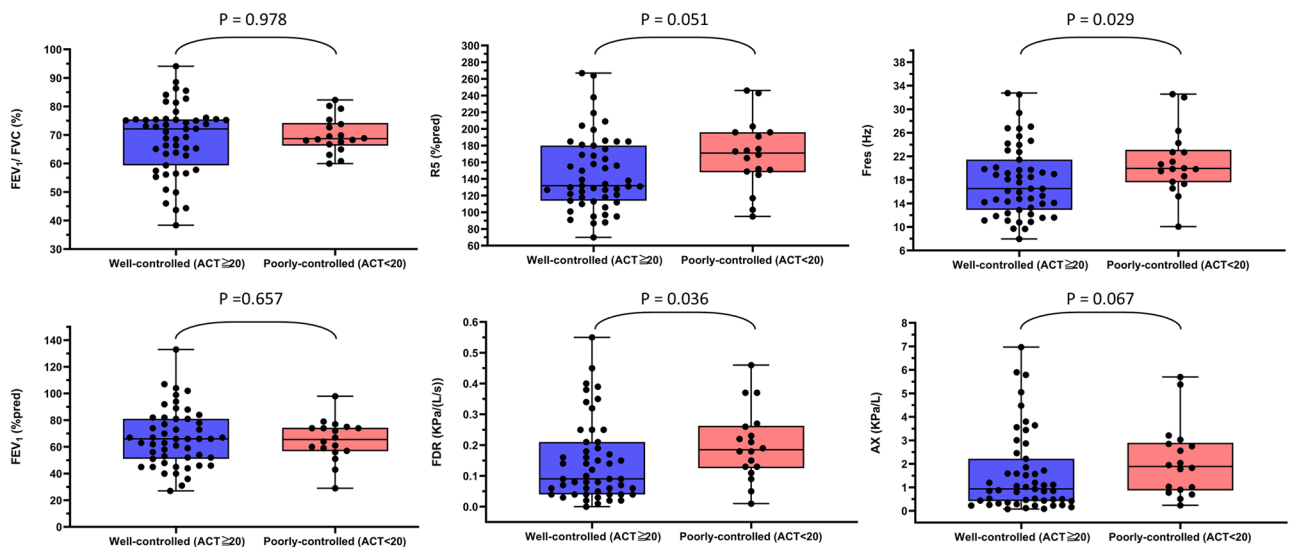 P = 0.978
FEV₁/ FVC (%)
100
90
80
70
60
50
40
30
Well-controlled (ACT≧20)
Poorly-controlled (ACT<20)
P = 0.051
R5 (%pred)
300
280
260
240
220
200
180
160
140
120
100
80
60
Well-controlled (ACT≧20)
Poorly-controlled (ACT<20)
P = 0.029
Fres (Hz)
38
34
30
26
22
18
14
10
6
Well-controlled (ACT≧20)
Poorly-controlled (ACT<20)
P =0.657
FEV₁ (%pred)
140
120
100
80
60
40
20
0
Well-controlled (ACT≧20)
Poorly-controlled (ACT<20)
P = 0.036
FDR (KPa/(L/s))
0.6
0.5
0.4
0.3
0.2
0.1
0.0
Well-controlled (ACT≧20)
Poorly-controlled (ACT<20)
P = 0.067
AX (KPa/L)
8
7
6
5
4
3
2
1
0
Well-controlled (ACT≧20)
Poorly-controlled (ACT<20)